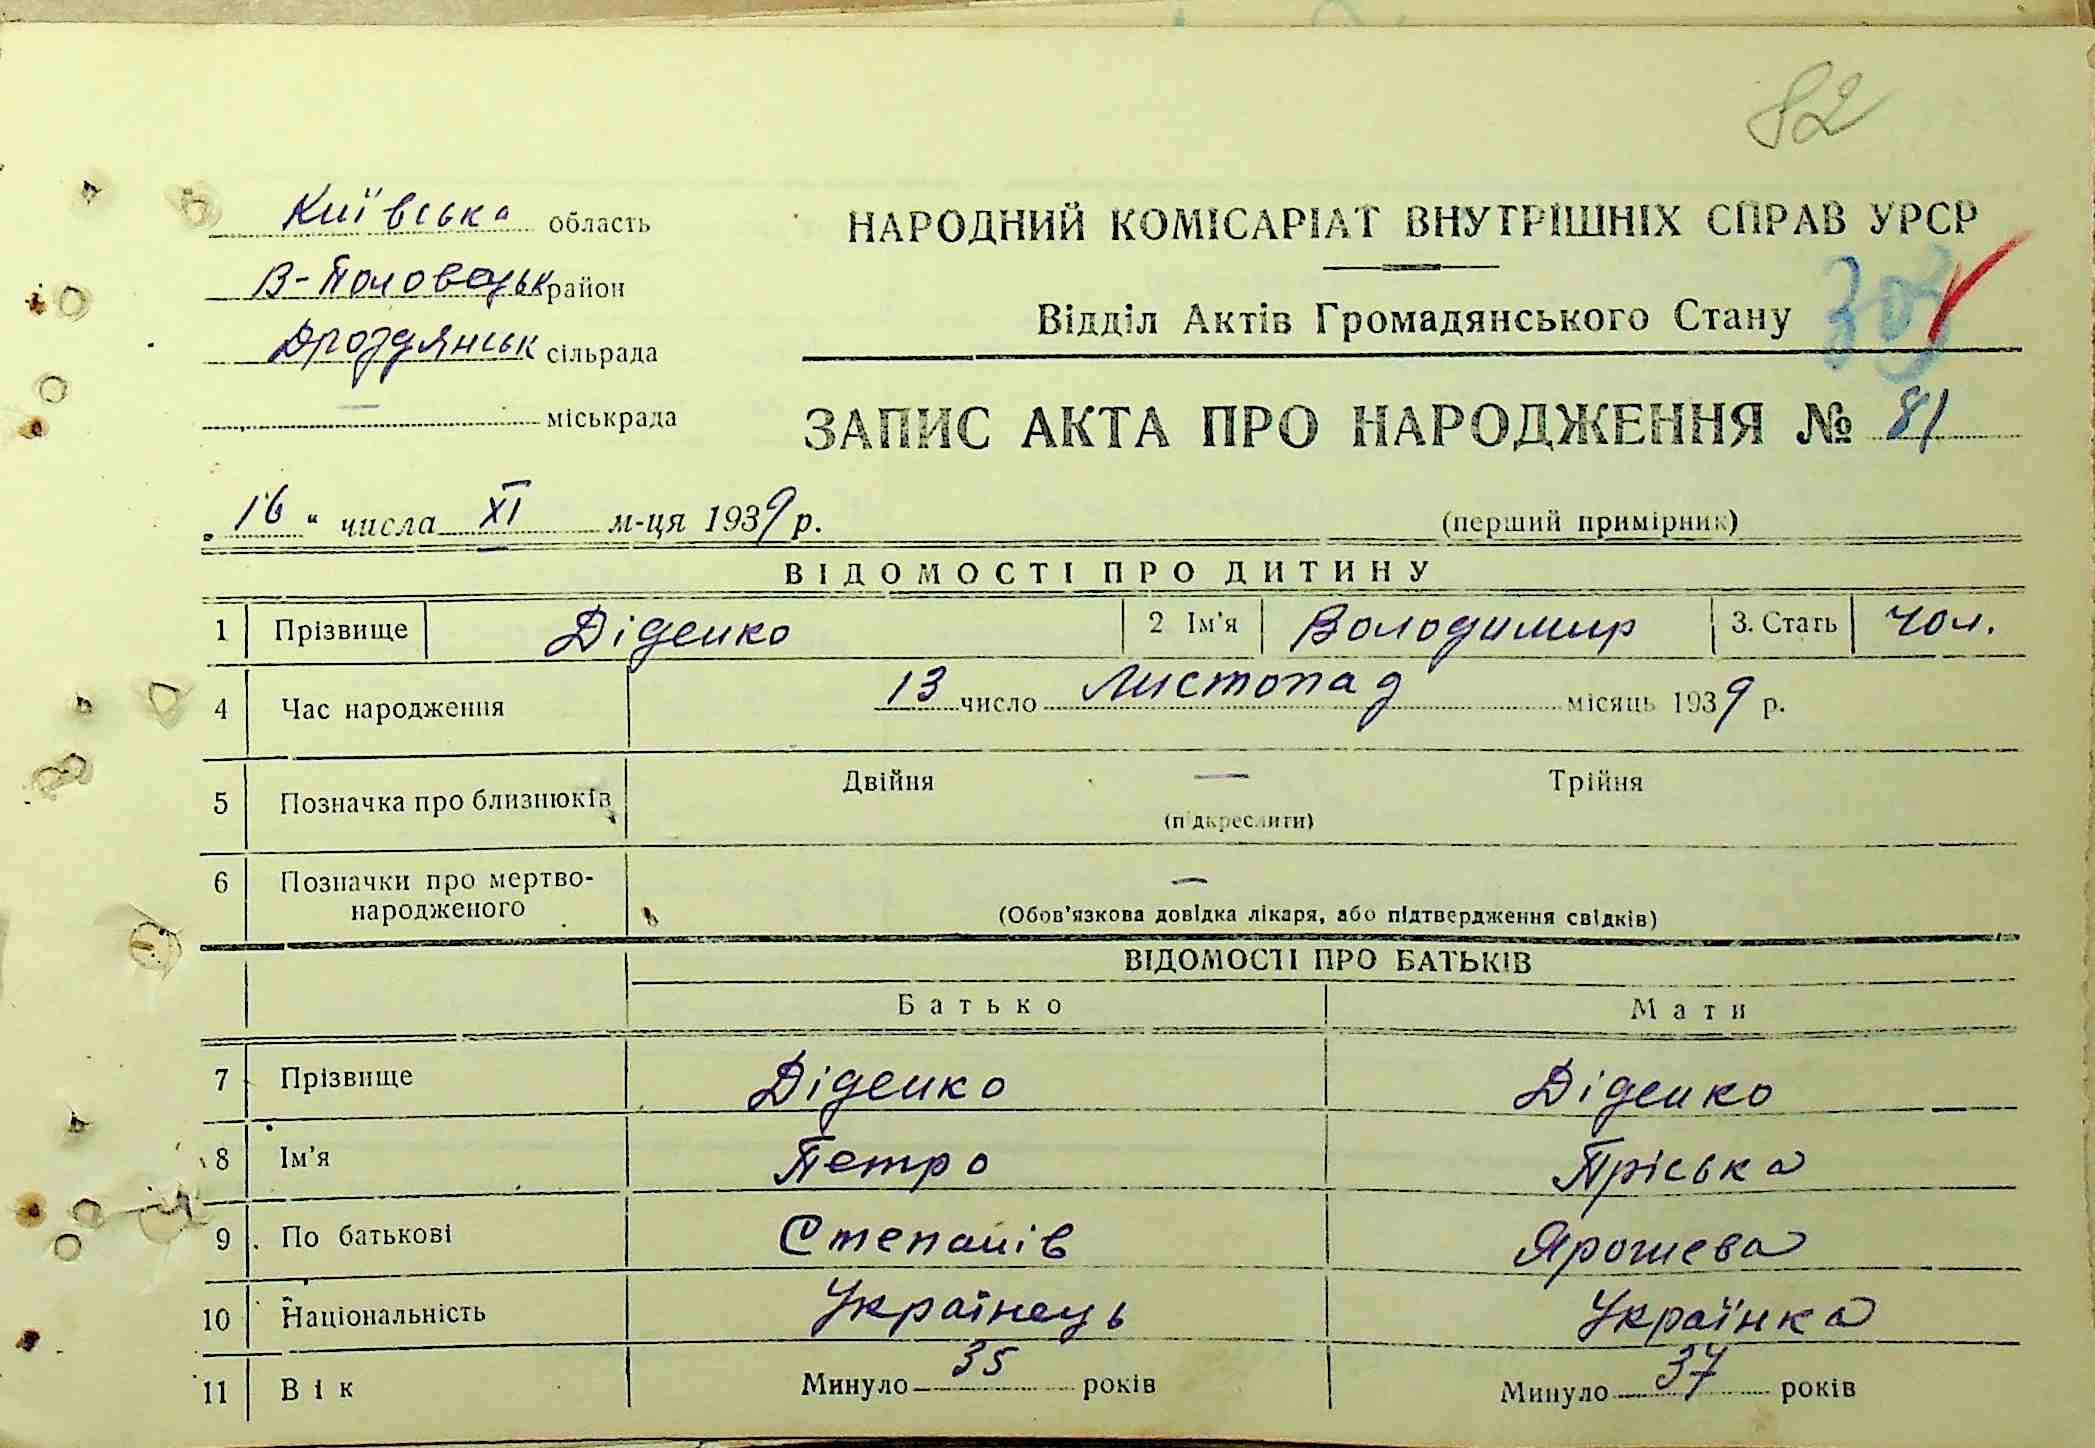 82
Київська область
НАРОДНИЙ КОМІСАРІАТ ВНУТРІШНІХ СПРАВ УРСР
В-Половецьк район
Відділ Актів Громадянського Стану 303
Дроздянськ сільрада
— міськрада
ЗАПИС АКТА ПРО НАРОДЖЕННЯ № 81
„16“ числа XI м-ця 1939 р.
(перший примірник)
ВІДОМОСТІ ПРО ДИТИНУ
1 Прізвище Діденко 2 Ім'я Володимир 3. Стать чол.
4 Час народження 13 число Листопад місяць 1939 р.
5 Позначка про близнюків Двійня — Трійня
(підкреслити)
6 Позначки про мертво-
народженого —
(Обов'язкова довідка лікаря, або підтвердження свідків)
ВІДОМОСТІ ПРО БАТЬКІВ
Батько Мати
7 Прізвище Діденко Діденко
8 Ім'я Петро Пріська
9 По батькові Степанів Ярошева
10 Національність Українець Українка
11 Вік Минуло 35 років Минуло 37 років